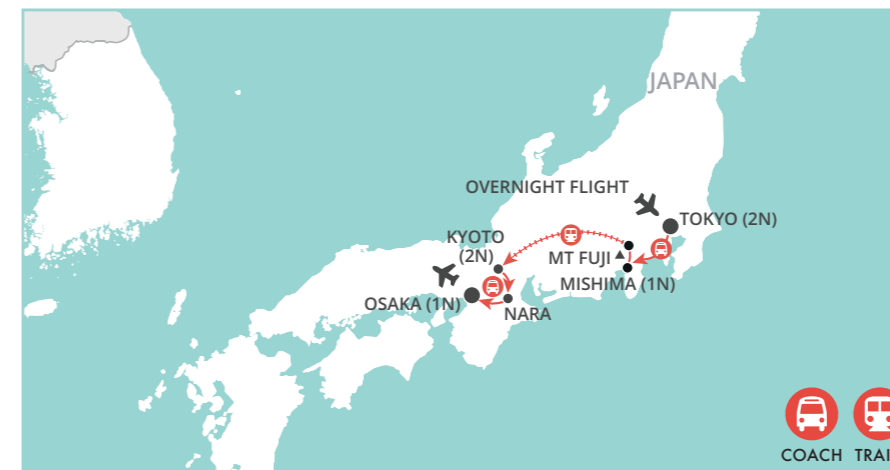 JAPAN
OVERNIGHT FLIGHT
TOKYO (2N)
KYOTO
(2N)
MT FUJI
MISHIMA (1N)
OSAKA (1N)
NARA
COACH